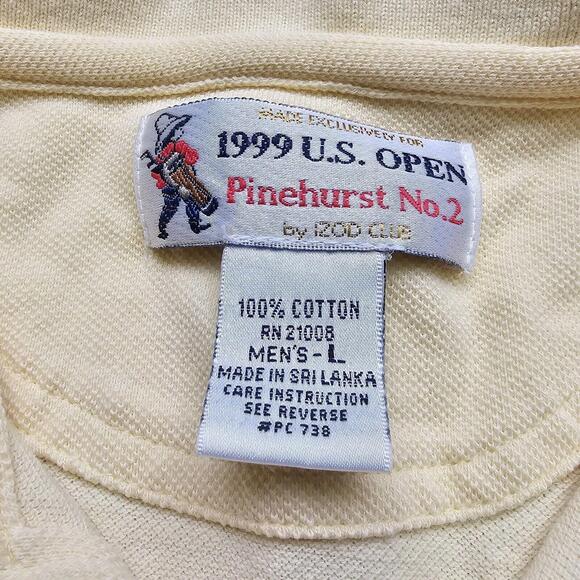 MADE EXCLUSIVELY FOR
1999 U.S. OPEN
Pinehurst No.2
by IZOD CLUB
100% COTTON
RN 21008
MEN'S - L
MADE IN SRI LANKA
CARE INSTRUCTION
SEE REVERSE
#PC 738